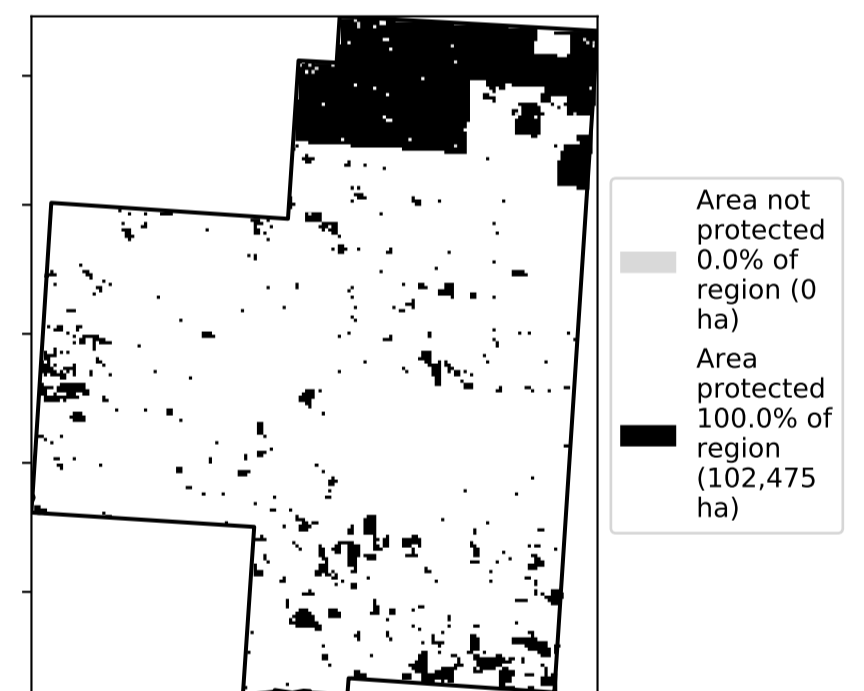 Area not
protected
0.0% of
region (0
ha)
Area
protected
100.0% of
region
(102,475
ha)